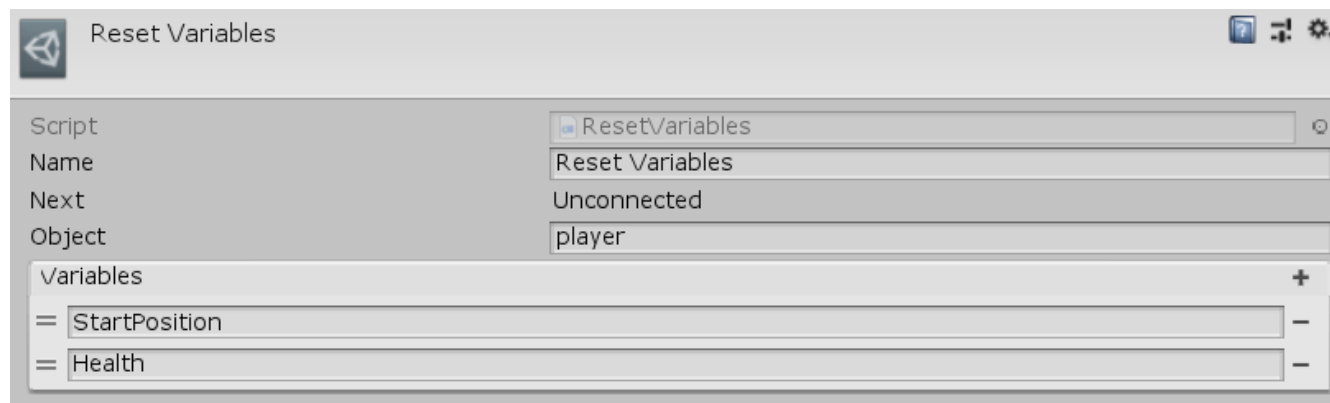 Reset Variables
Script ResetVariables
Name Reset Variables
Next Unconnected
Object player
Variables
StartPosition
Health